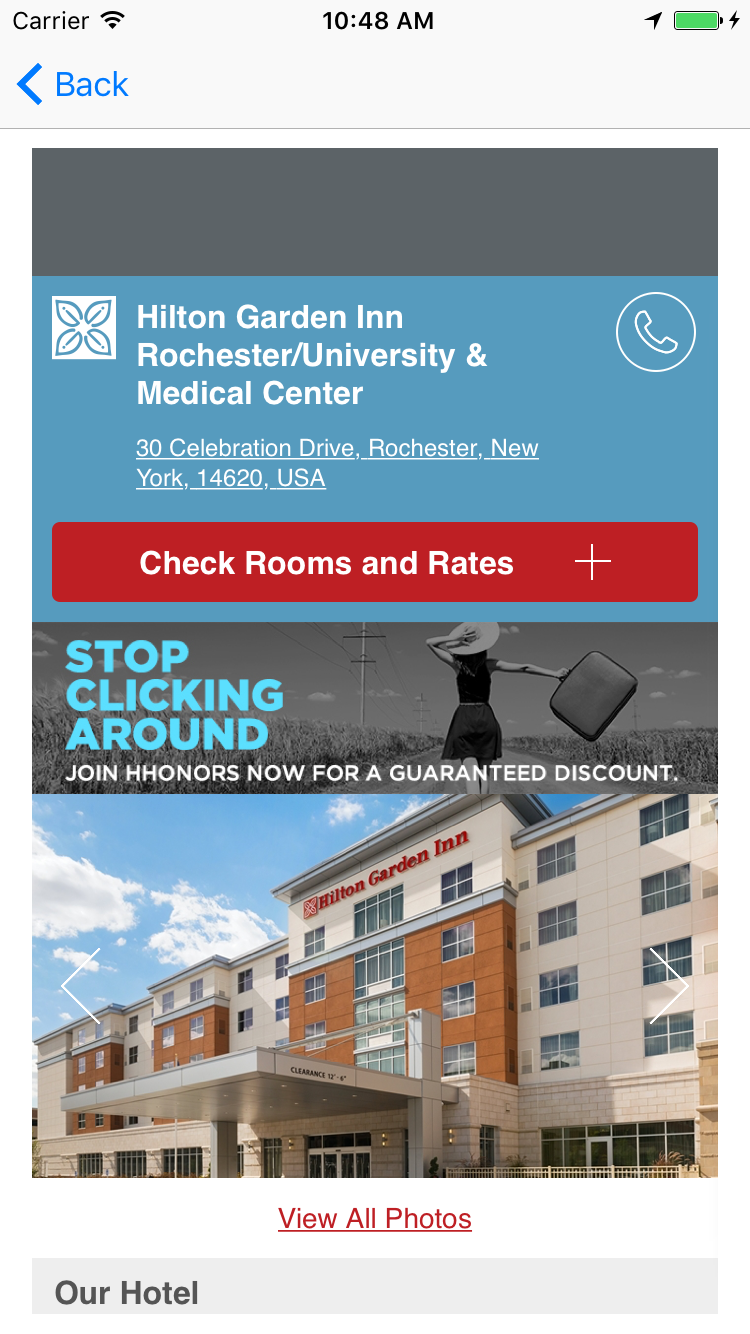 Carrier 10:48 AM
Back
Hilton Garden Inn
Rochester/University &
Medical Center
30 Celebration Drive, Rochester, New
York, 14620, USA
Check Rooms and Rates
STOP
CLICKING
AROUND
JOIN HHONORS NOW FOR A GUARANTEED DISCOUNT.
Hilton Garden Inn
CLEARANCE 12'-6"
View All Photos
Our Hotel